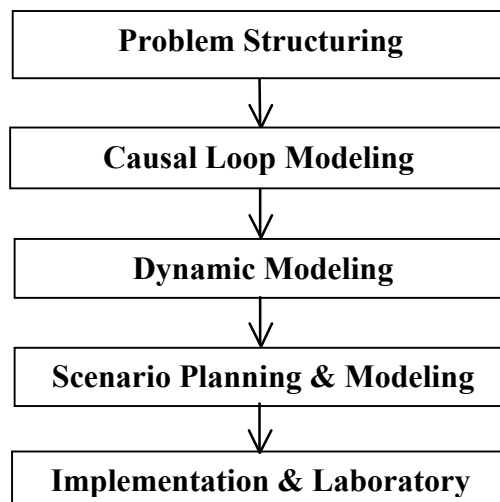 Problem Structuring
Causal Loop Modeling
Dynamic Modeling
Scenario Planning & Modeling
Implementation & Laboratory